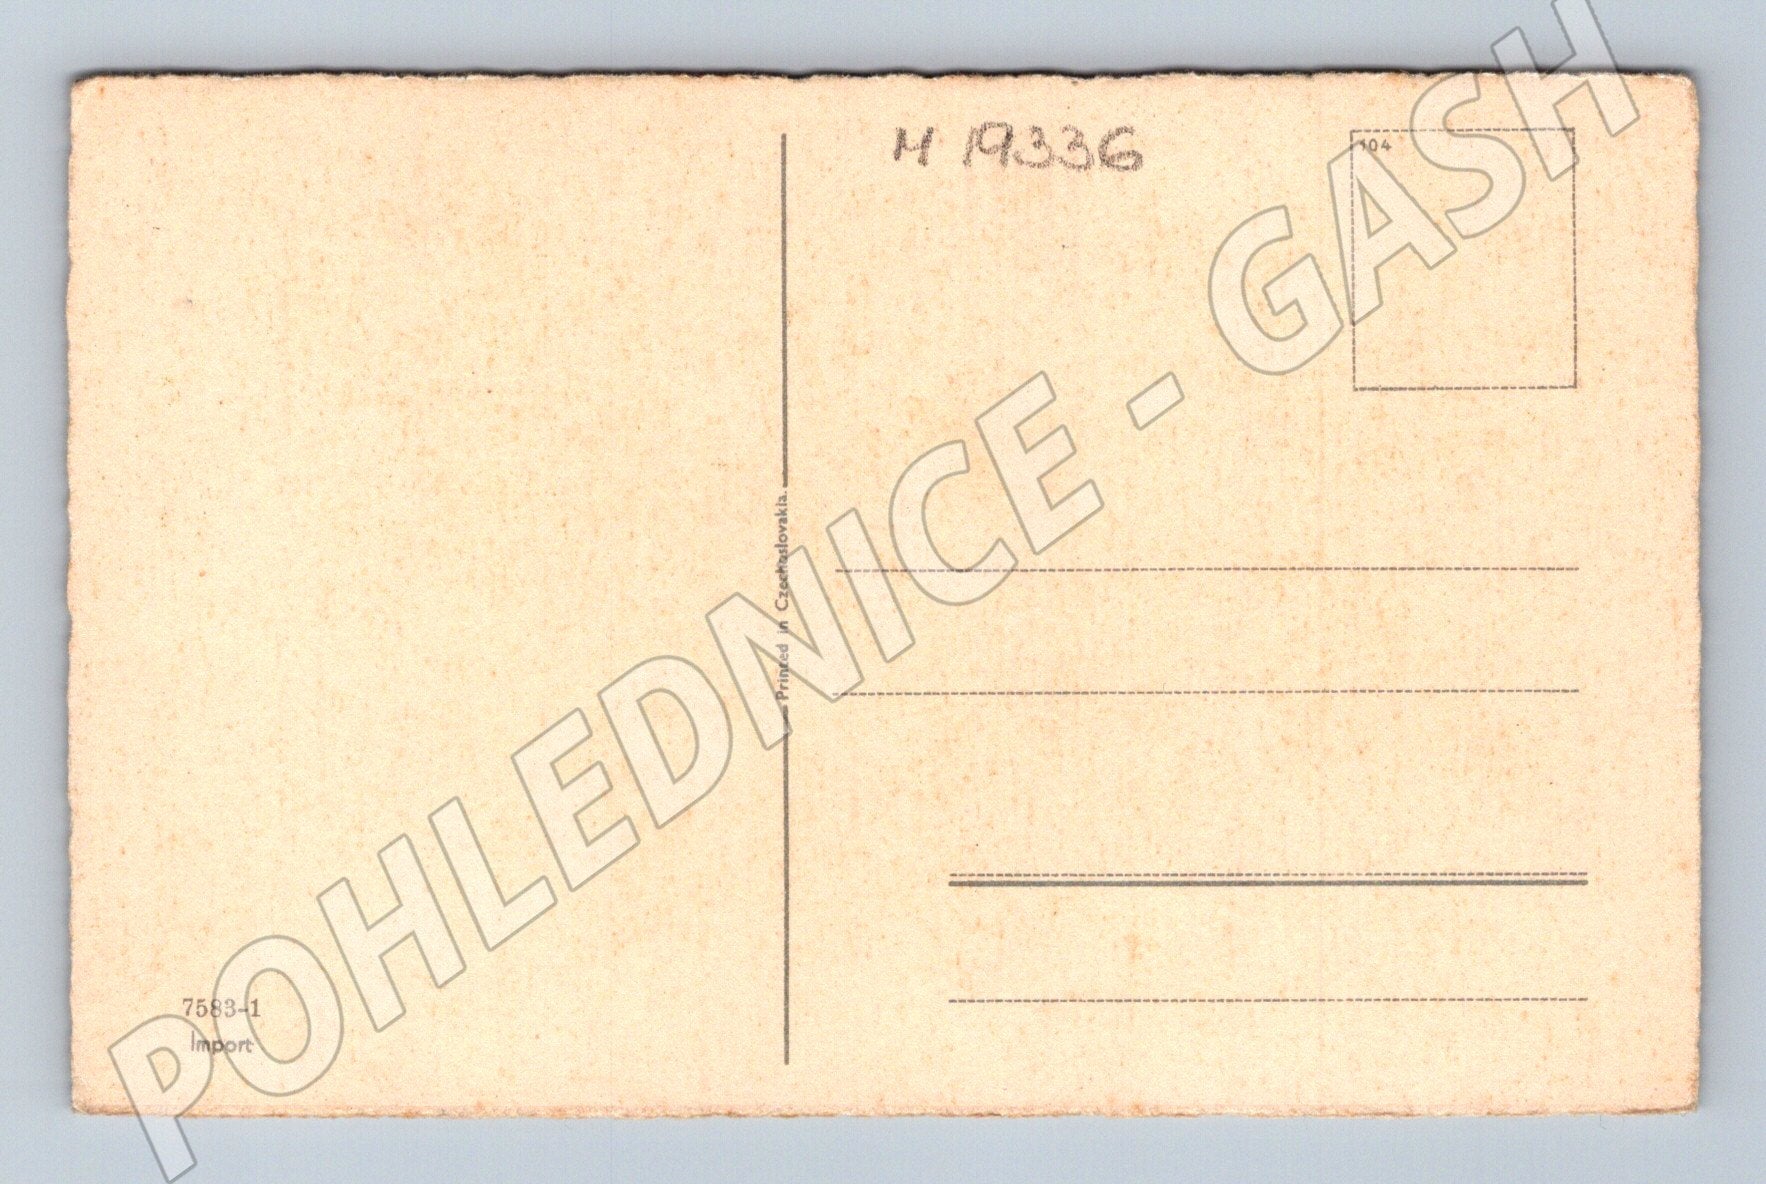 M 19336
104
Printed in Czechoslovakia.
7583-1
Import
POHLEDNICE - GASH